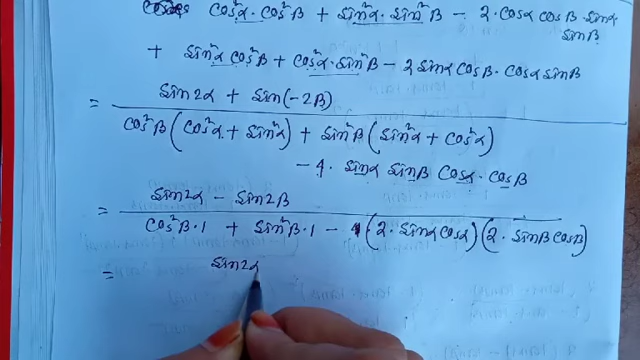 cos²α·cos²β + sin²α·sin²β - 2·cosα cosβ·sinα sinβ
+ sin²α cos²β + cos²α·sin²β - 2 sinα cosβ·cosα sinβ
= sin2α + sin(-2β)
cos²β(cos²α + sin²α) + sin²β(sin²α + cos²α)
- 4. sinα sinβ cosα·cosβ
= sin2α - sin2β
cos²β·1 + sin²β·1 - (2·sinα cosα)(2·sinβ cosβ)
= sin2α